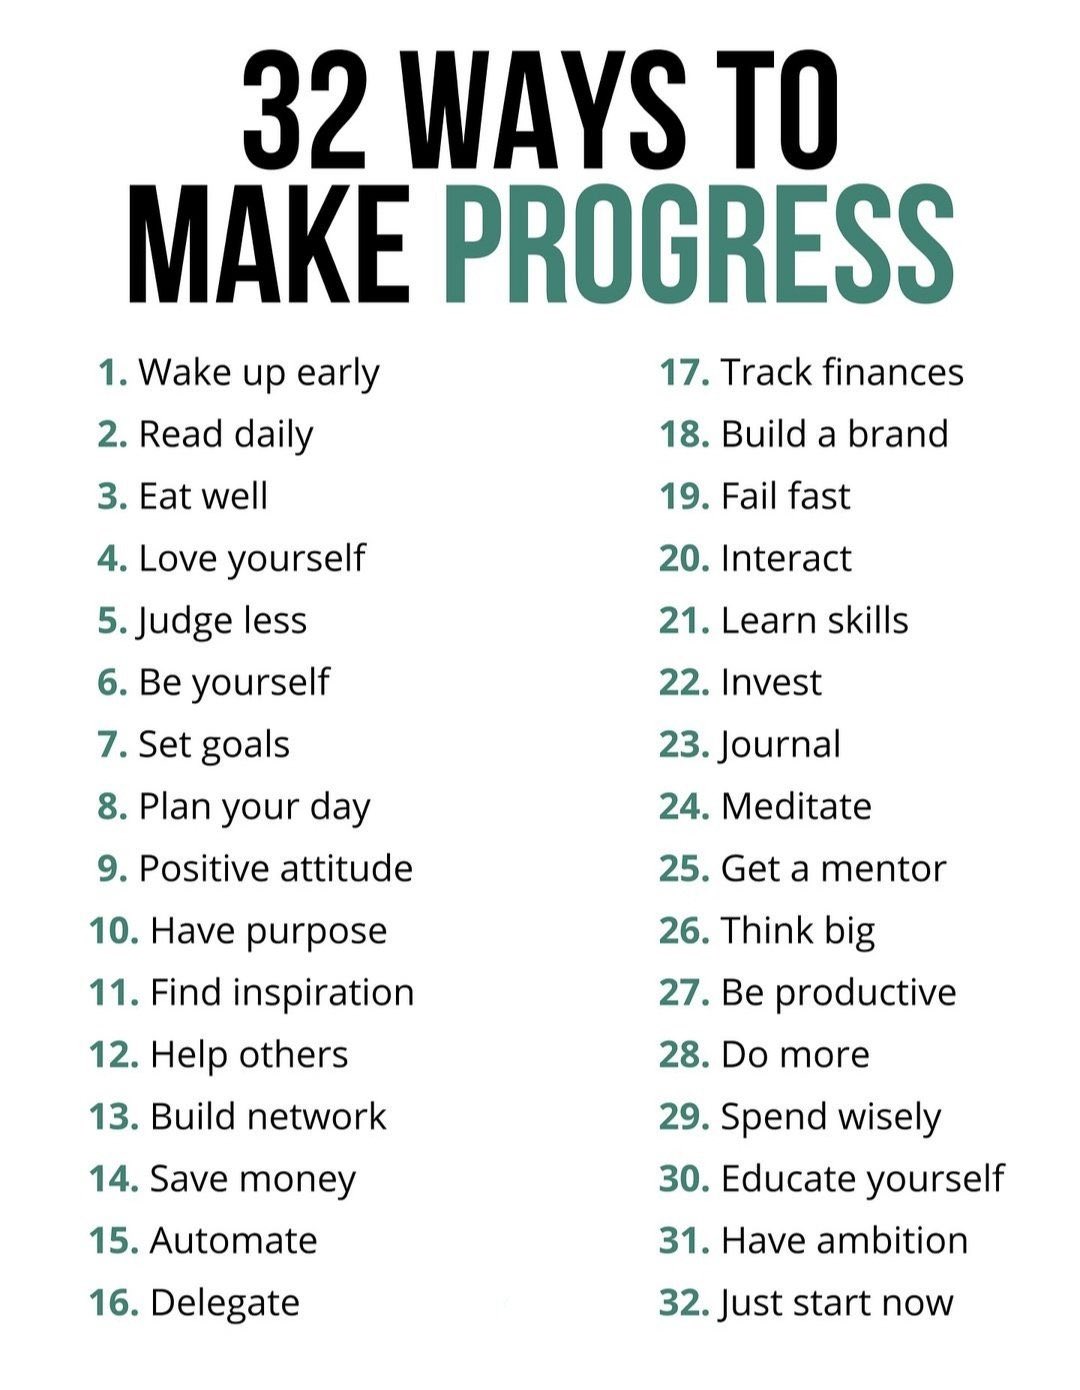 32 WAYS TO
MAKE PROGRESS
1. Wake up early
2. Read daily
3. Eat well
4. Love yourself
5. Judge less
6. Be yourself
7. Set goals
8. Plan your day
9. Positive attitude
10. Have purpose
11. Find inspiration
12. Help others
13. Build network
14. Save money
15. Automate
16. Delegate
17. Track finances
18. Build a brand
19. Fail fast
20. Interact
21. Learn skills
22. Invest
23. Journal
24. Meditate
25. Get a mentor
26. Think big
27. Be productive
28. Do more
29. Spend wisely
30. Educate yourself
31. Have ambition
32. Just start now